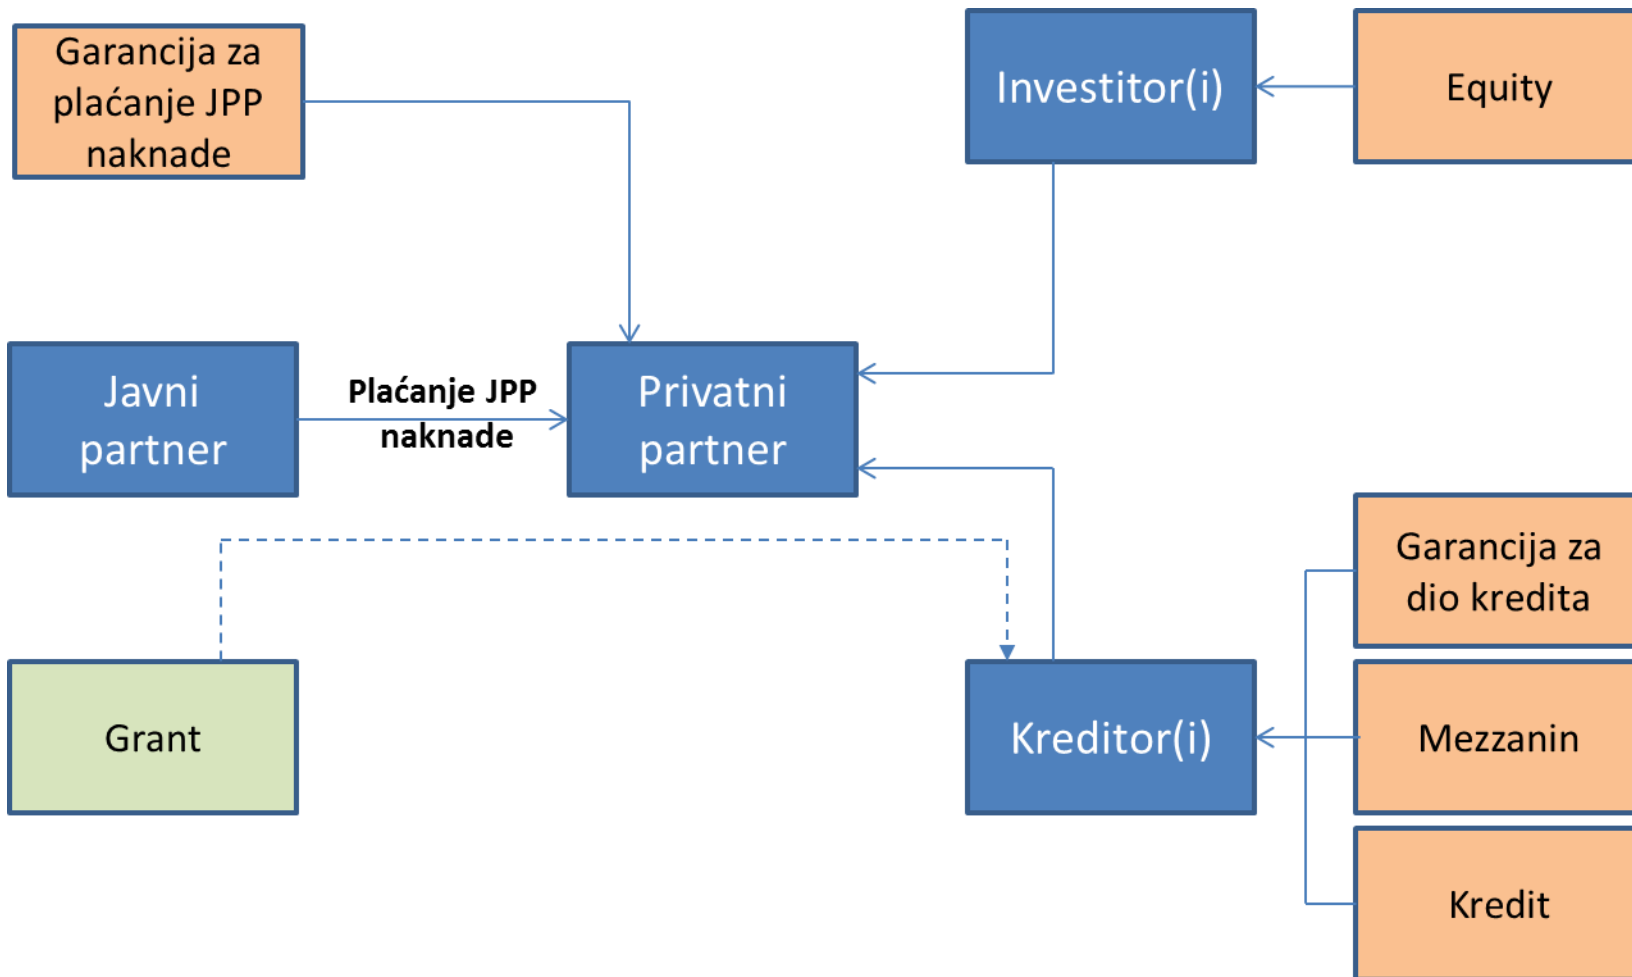 Garancija za
plaćanje JPP
naknade
Investitor(i)
Equity
Javni
partner
Plaćanje JPP
naknade
Privatni
partner
Garancija za
dio kredita
Grant
Kreditor(i)
Mezzanin
Kredit